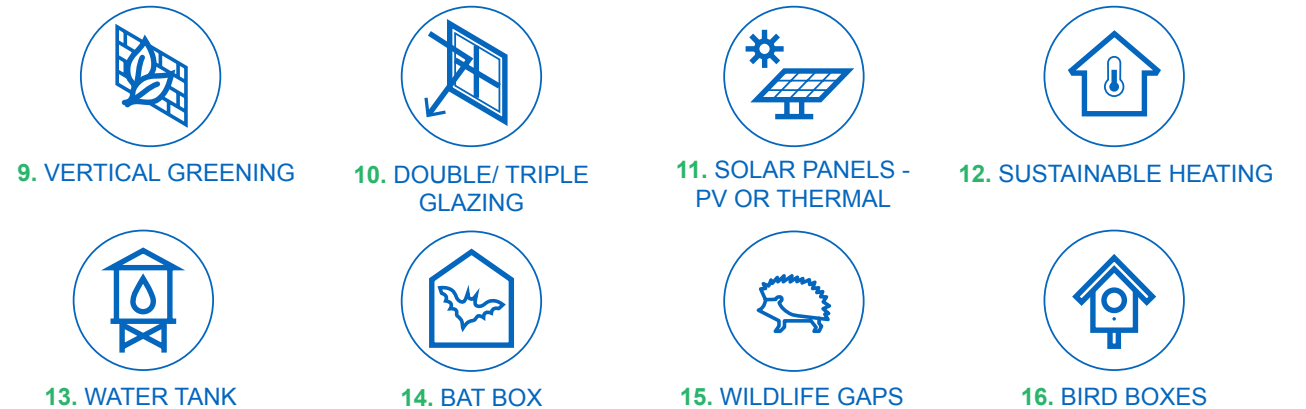 9. VERTICAL GREENING
10. DOUBLE/ TRIPLE
GLAZING
11. SOLAR PANELS -
PV OR THERMAL
12. SUSTAINABLE HEATING
13. WATER TANK
14. BAT BOX
15. WILDLIFE GAPS
16. BIRD BOXES